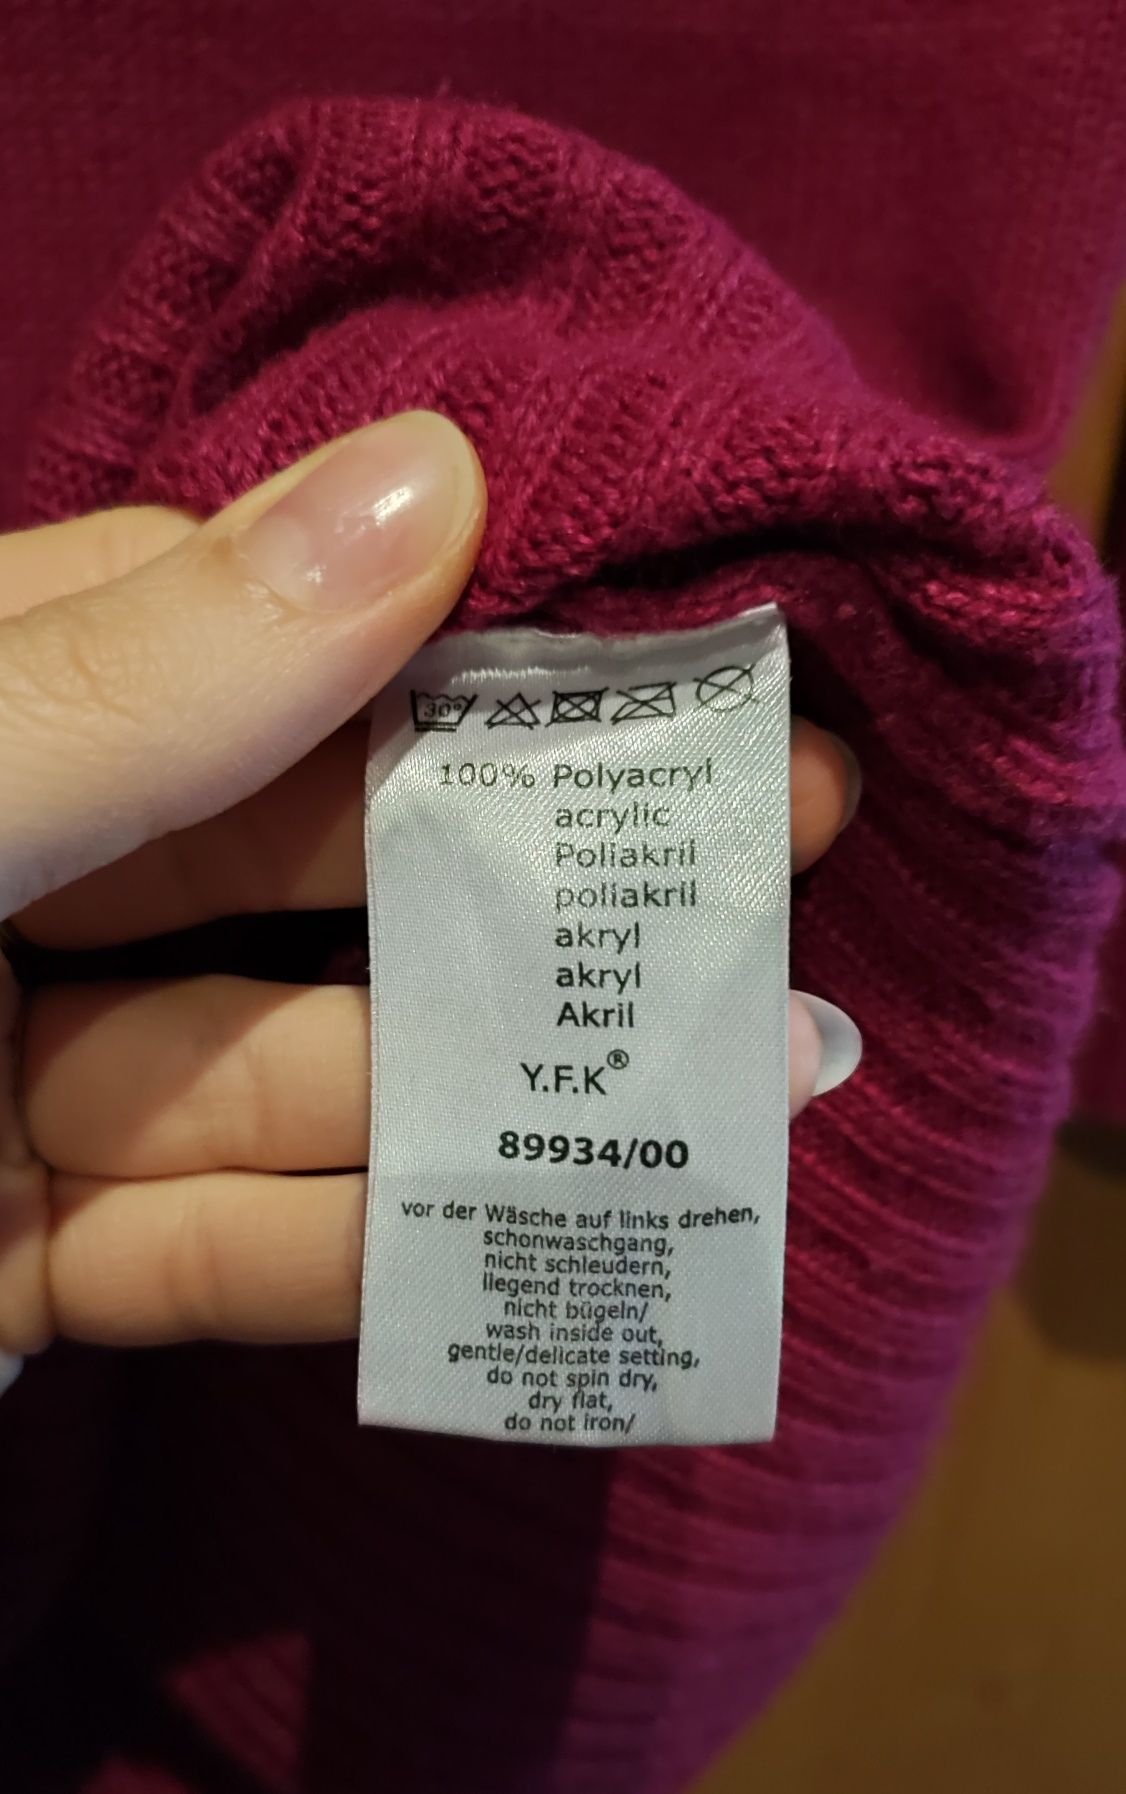 30°
100% Polyacryl
acrylic
Poliakril
poliakril
akryl
akryl
Akril
Y.F.K®
89934/00
vor der Wäsche auf links drehen,
schonwaschgang,
nicht schleudern,
liegend trocknen,
nicht bügeln/
wash inside out,
gentle/delicate setting,
do not spin dry,
dry flat,
do not iron/